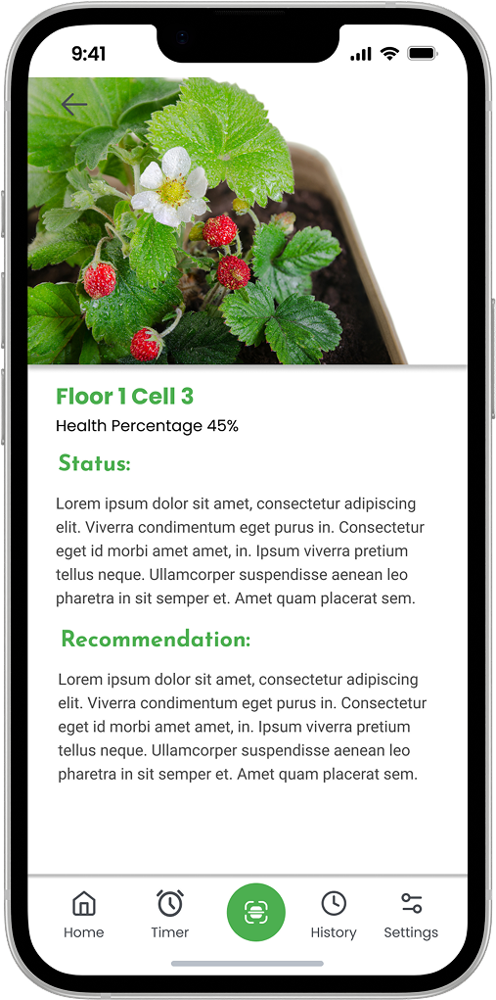 9:41
Floor 1 Cell 3
Health Percentage 45%
Status:
Lorem ipsum dolor sit amet, consectetur adipiscing
elit. Viverra condimentum eget purus in. Consectetur
eget id morbi amet amet, in. Ipsum viverra pretium
tellus neque. Ullamcorper suspendisse aenean leo
pharetra in sit semper et. Amet quam placerat sem.
Recommendation:
Lorem ipsum dolor sit amet, consectetur adipiscing
elit. Viverra condimentum eget purus in. Consectetur
eget id morbi amet amet, in. Ipsum viverra pretium
tellus neque. Ullamcorper suspendisse aenean leo
pharetra in sit semper et. Amet quam placerat sem.
Home Timer History Settings